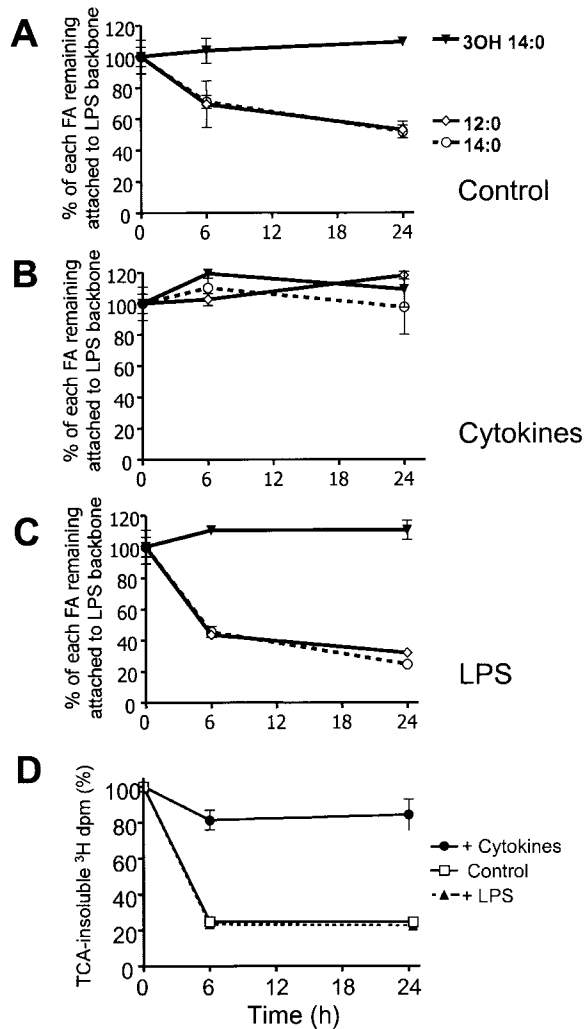 A
% of each FA remaining
attached to LPS backbone
120
100
80
60
40
20
0
0 6 12 18 24
3OH 14:0
12:0
14:0
Control
B
% of each FA remaining
attached to LPS backbone
120
100
80
60
40
20
0
0 6 12 18 24
Cytokines
C
% of each FA remaining
attached to LPS backbone
120
100
80
60
40
20
0
0 6 12 18 24
LPS
D
TCA-insoluble ³H dpm (%)
100
80
60
40
20
0
0 6 12 18 24
Time (h)
+ Cytokines
Control
+ LPS